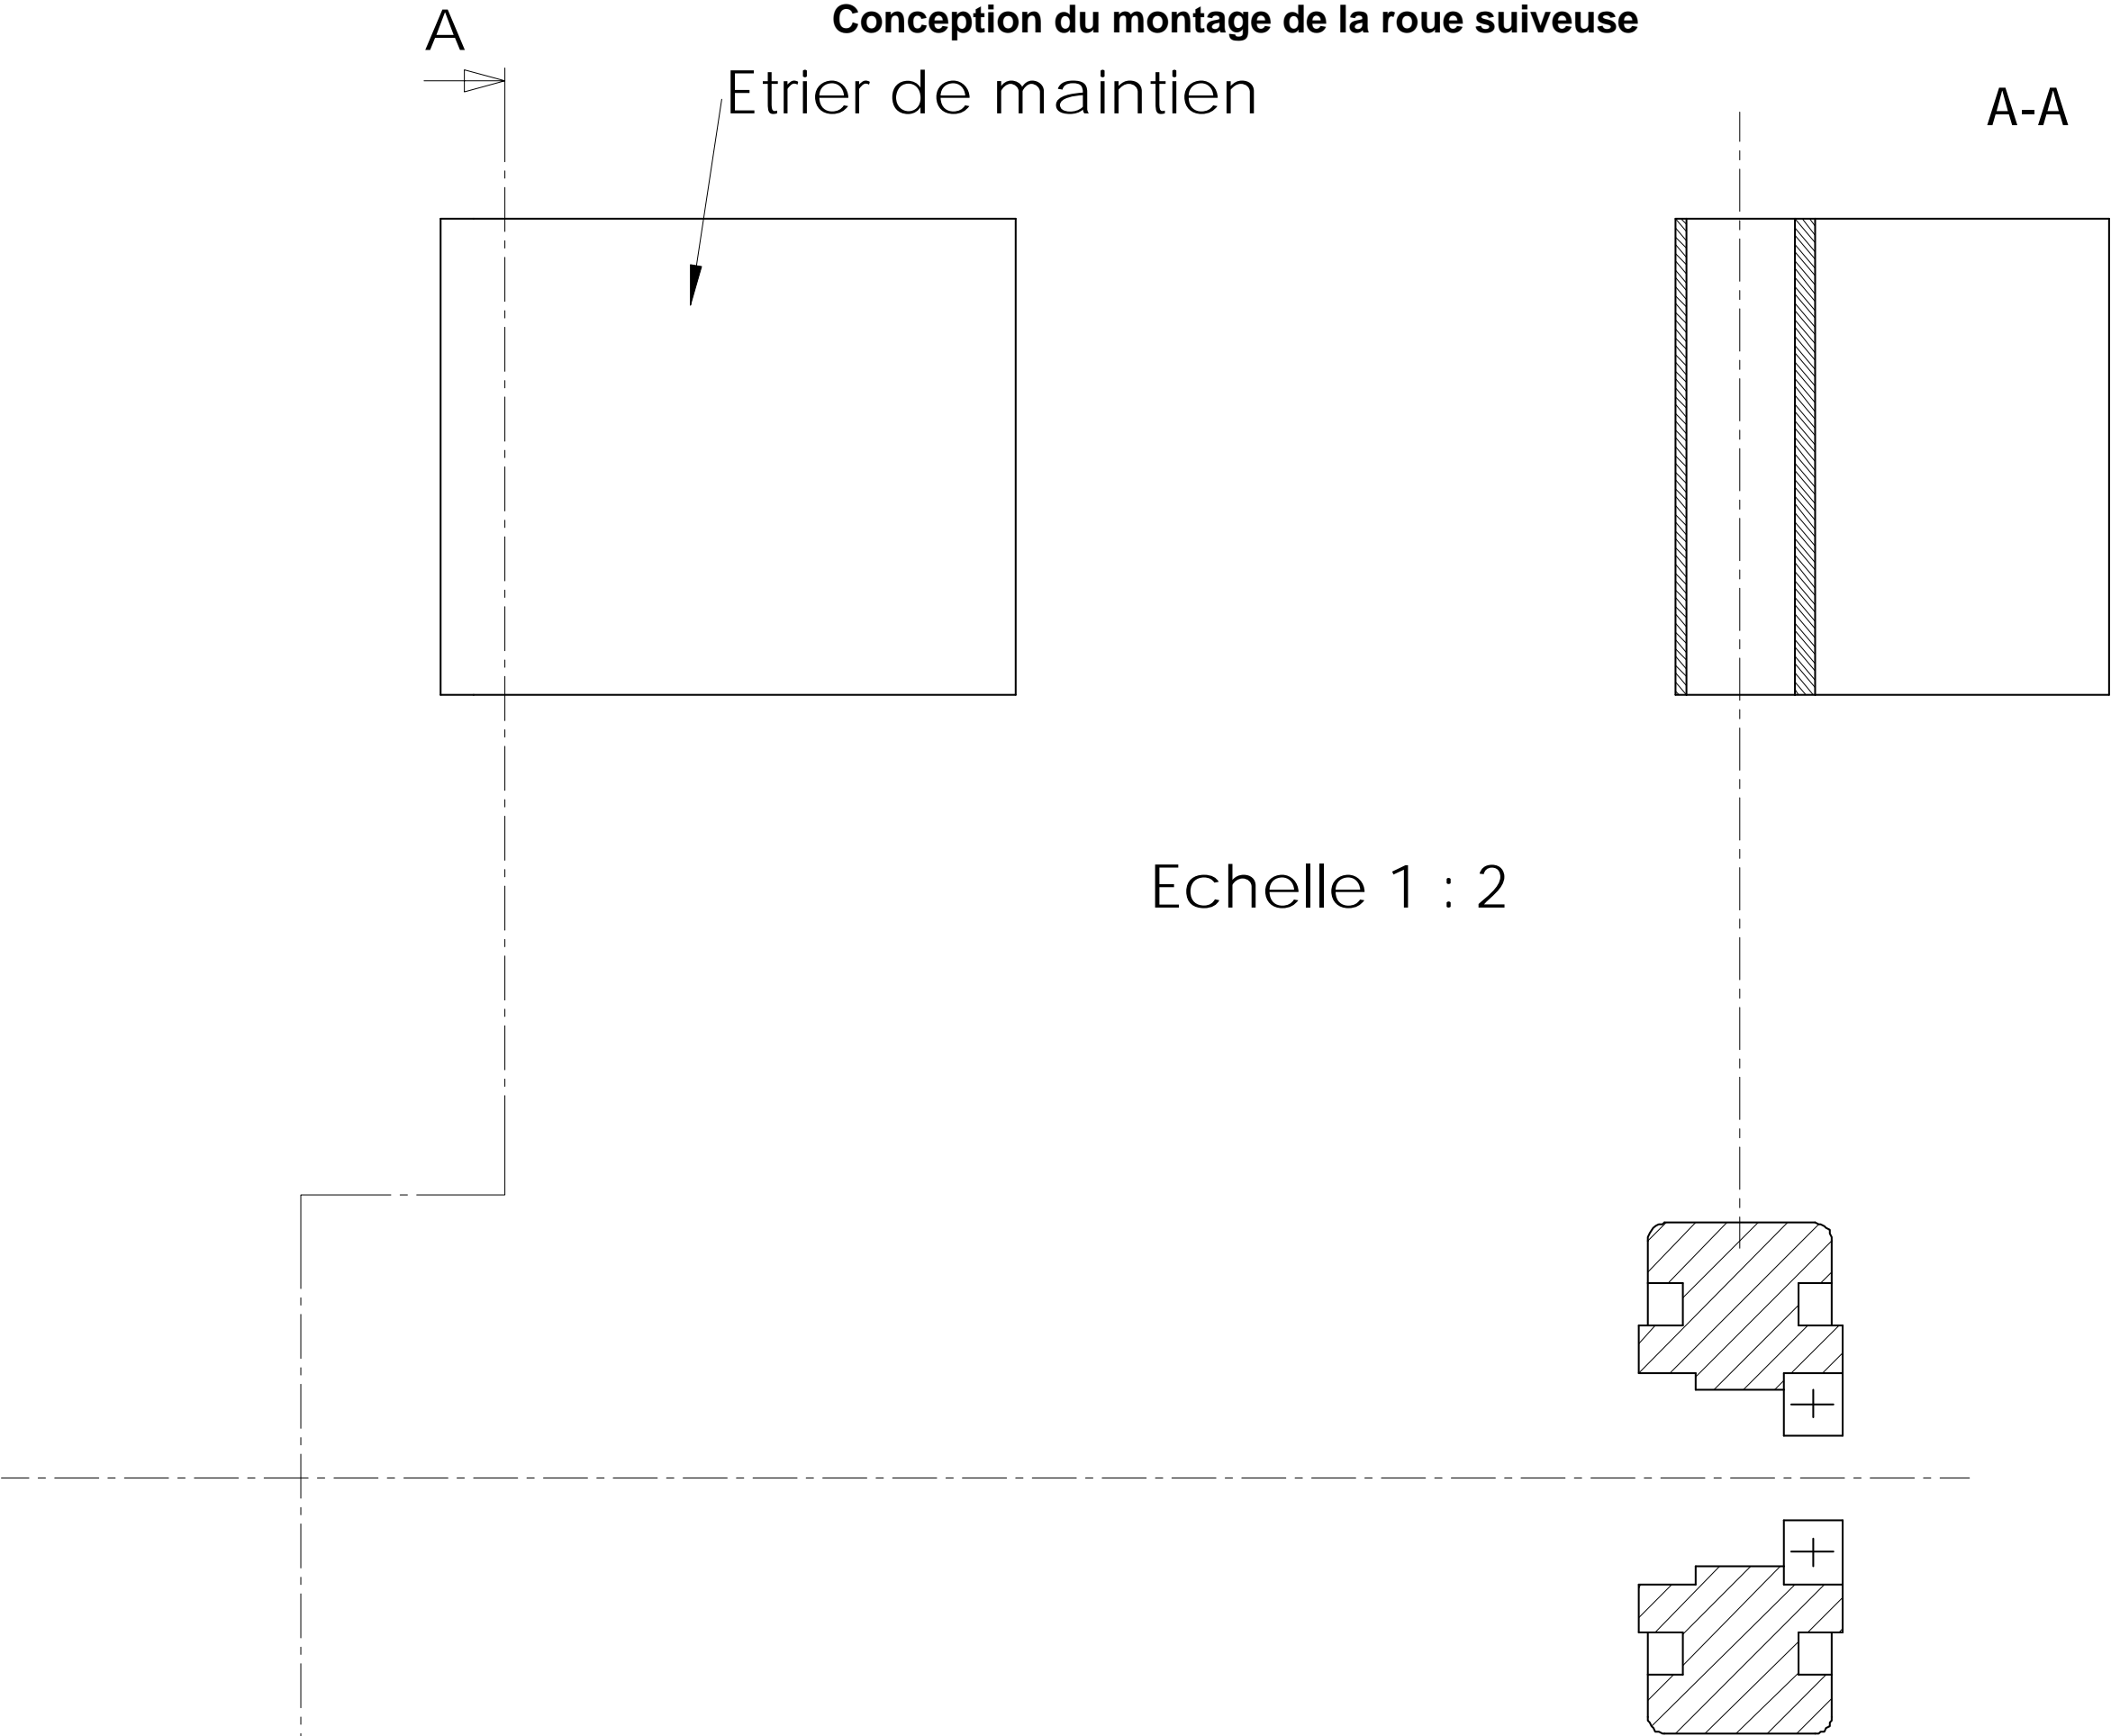 Conception du montage de la roue suiveuse
A
Etrier de maintien
A-A
Echelle 1 : 2